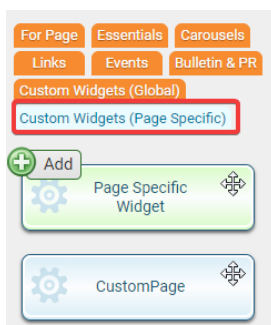 For Page Essentials Carousels
Links Events Bulletin & PR
Custom Widgets (Global)
Custom Widgets (Page Specific)
Add
Page Specific
Widget
CustomPage